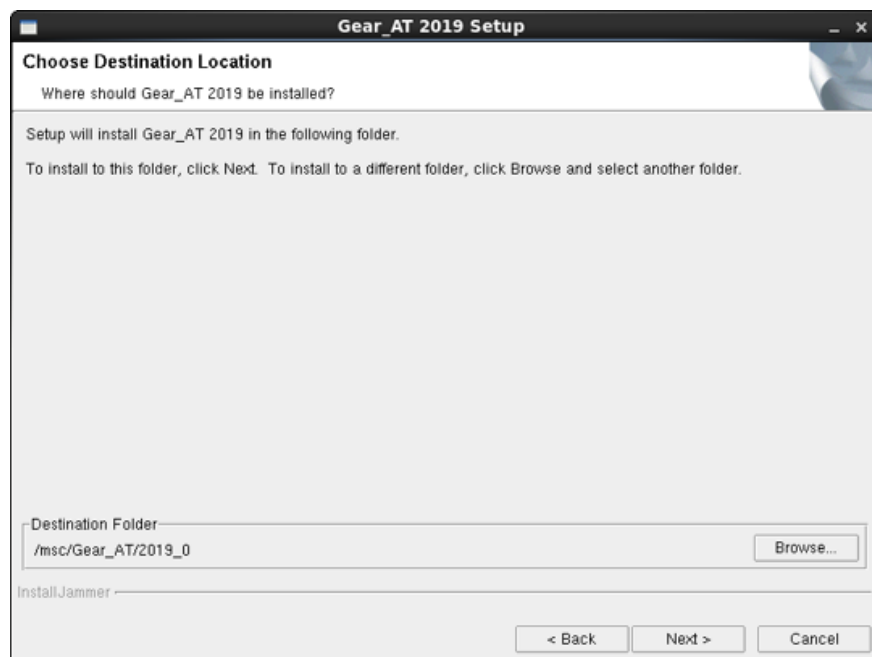 Gear_AT 2019 Setup
Choose Destination Location
Where should Gear_AT 2019 be installed?
Setup will install Gear_AT 2019 in the following folder.
To install to this folder, click Next. To install to a different folder, click Browse and select another folder.
Destination Folder
/msc/Gear_AT/2019_0
Browse...
InstallJammer
< Back Next > Cancel